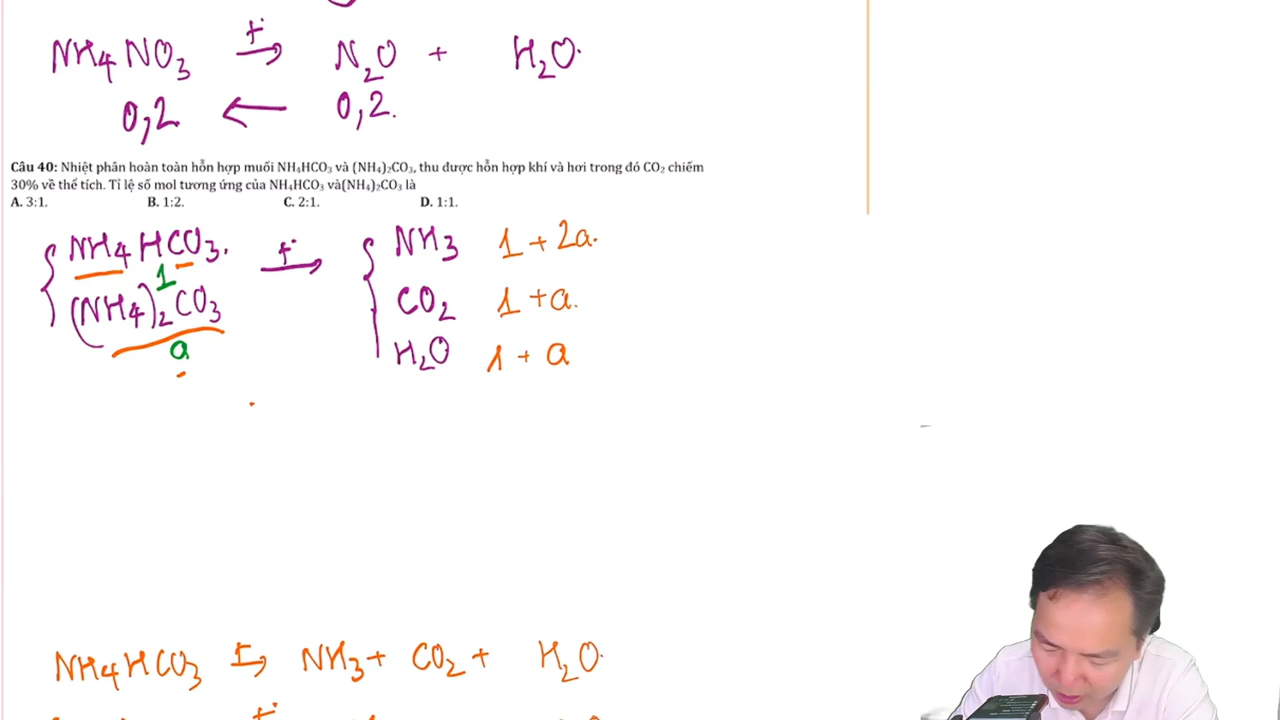 NH4NO3 t° → N2O + H2O.
0,2 ← 0,2.
Câu 40: Nhiệt phân hoàn toàn hỗn hợp muối NH₄HCO₃ và (NH₄)₂CO₃, thu được hỗn hợp khí và hơi trong đó CO₂ chiếm
30% về thể tích. Tỉ lệ số mol tương ứng của NH₄HCO₃ và(NH₄)₂CO₃ là
A. 3:1. B. 1:2. C. 2:1. D. 1:1.
NH4HCO3. t° → NH3 1 + 2a.
1
(NH4)2CO3 CO2 1 + a.
a
H2O 1 + a
NH4HCO3 t° → NH3 + CO2 + H2O.